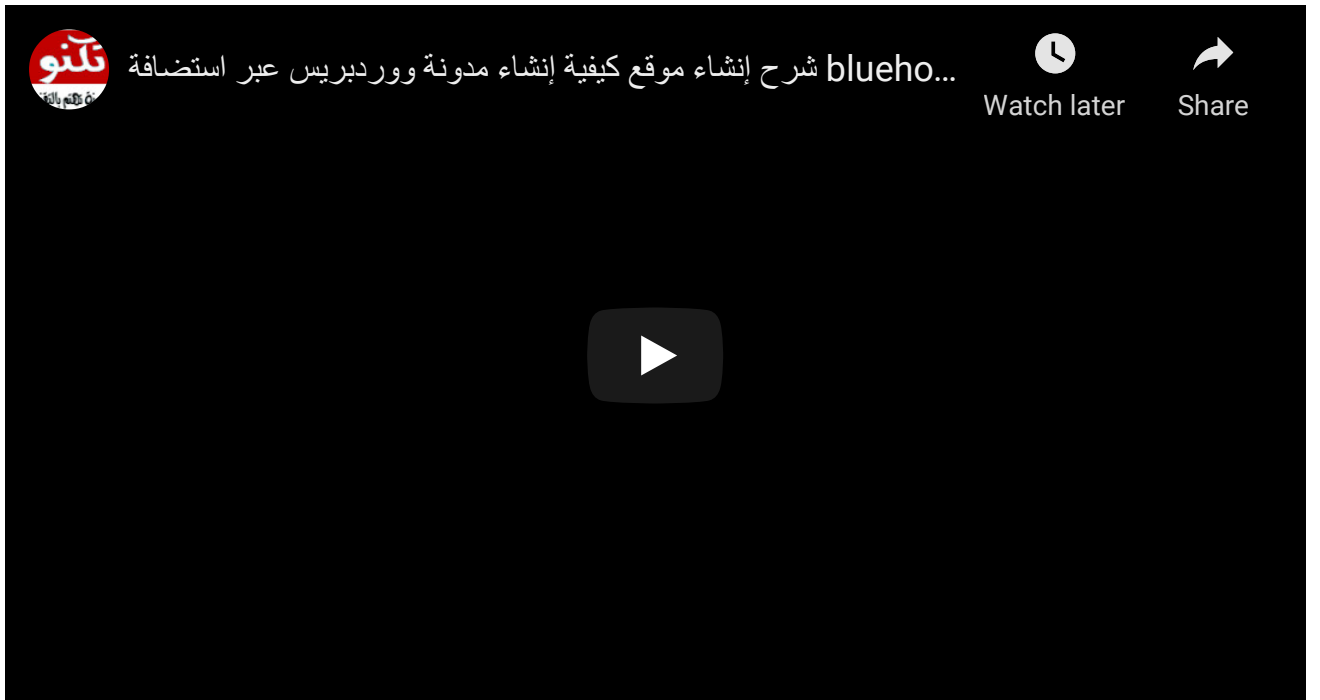 تكنو
شرح إنشاء موقع كيفية إنشاء مدونة ووردبريس عبر استضافة blueho…
Watch later
Share